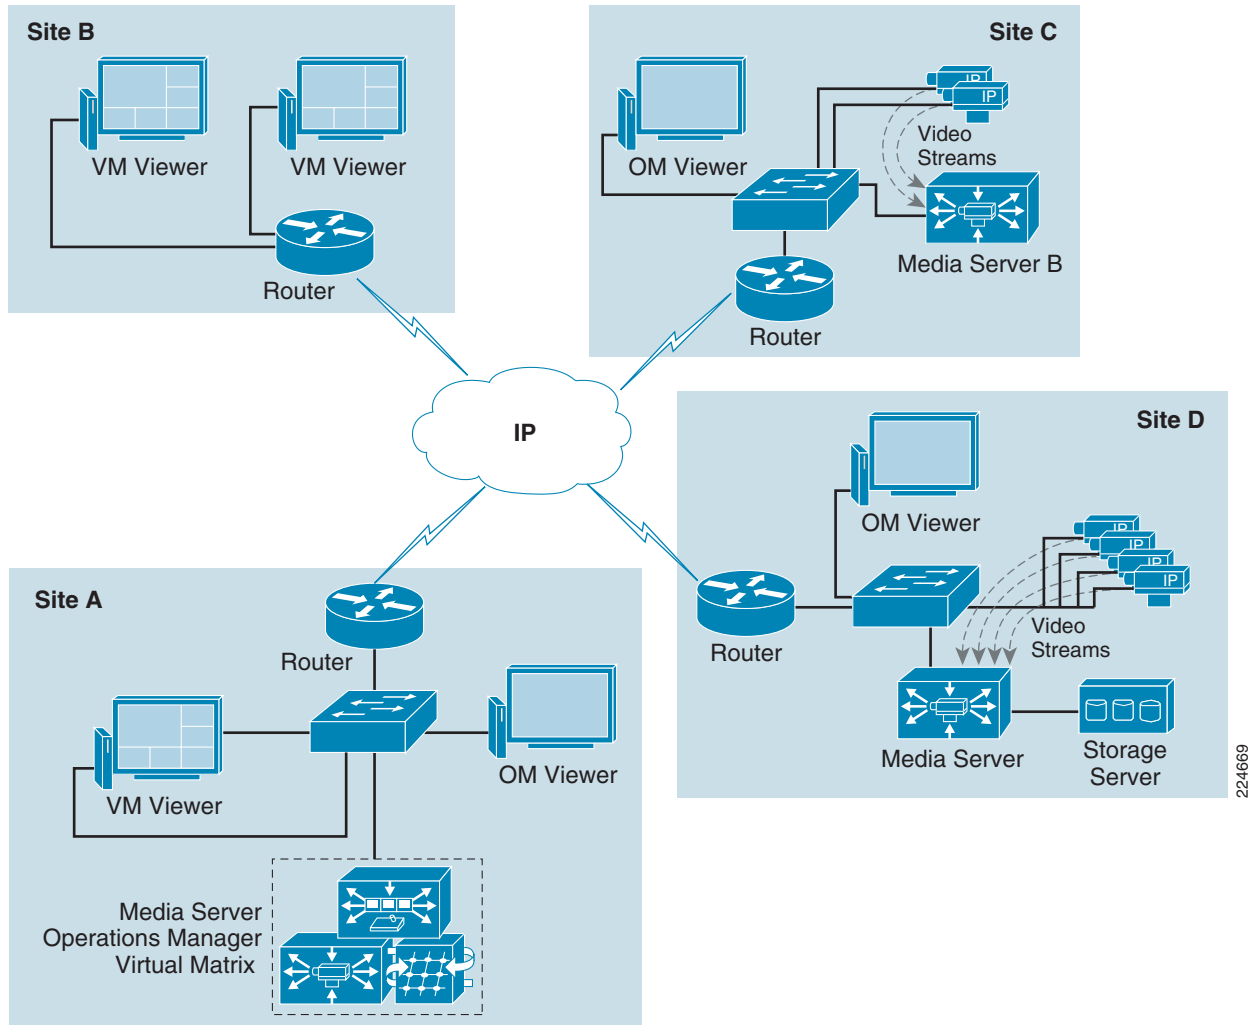 Site B
VM Viewer
VM Viewer
Router
Site C
IP
IP
OM Viewer
Video
Streams
Media Server B
Router
IP
Site D
OM Viewer
IP
IP
IP
IP
Router
Video
Streams
Media Server
Storage
Server
Site A
Router
VM Viewer
OM Viewer
Media Server
Operations Manager
Virtual Matrix
224669